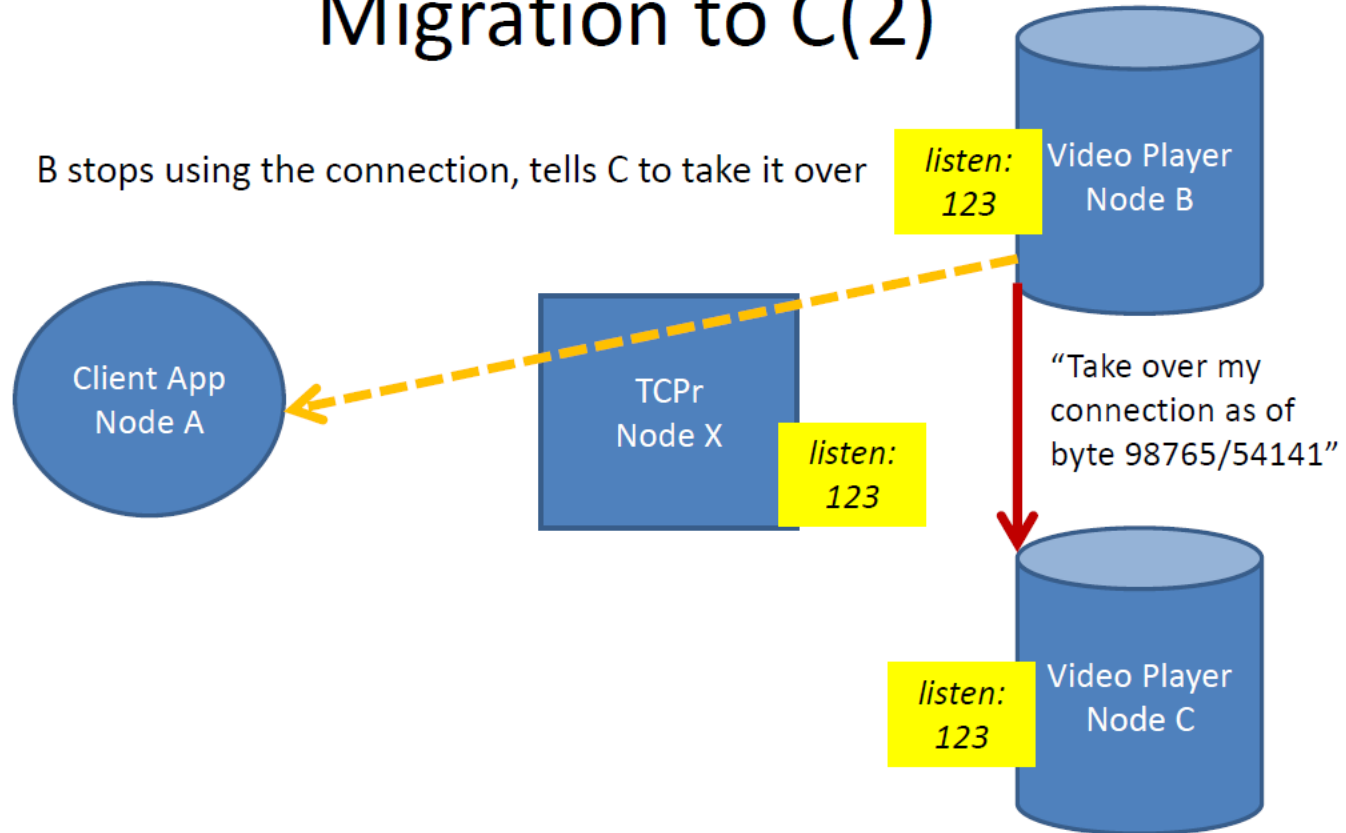 Migration to C(2)
B stops using the connection, tells C to take it over
listen:
123
Video Player
Node B
Client App
Node A
TCPr
Node X
listen:
123
“Take over my
connection as of
byte 98765/54141”
listen:
123
Video Player
Node C